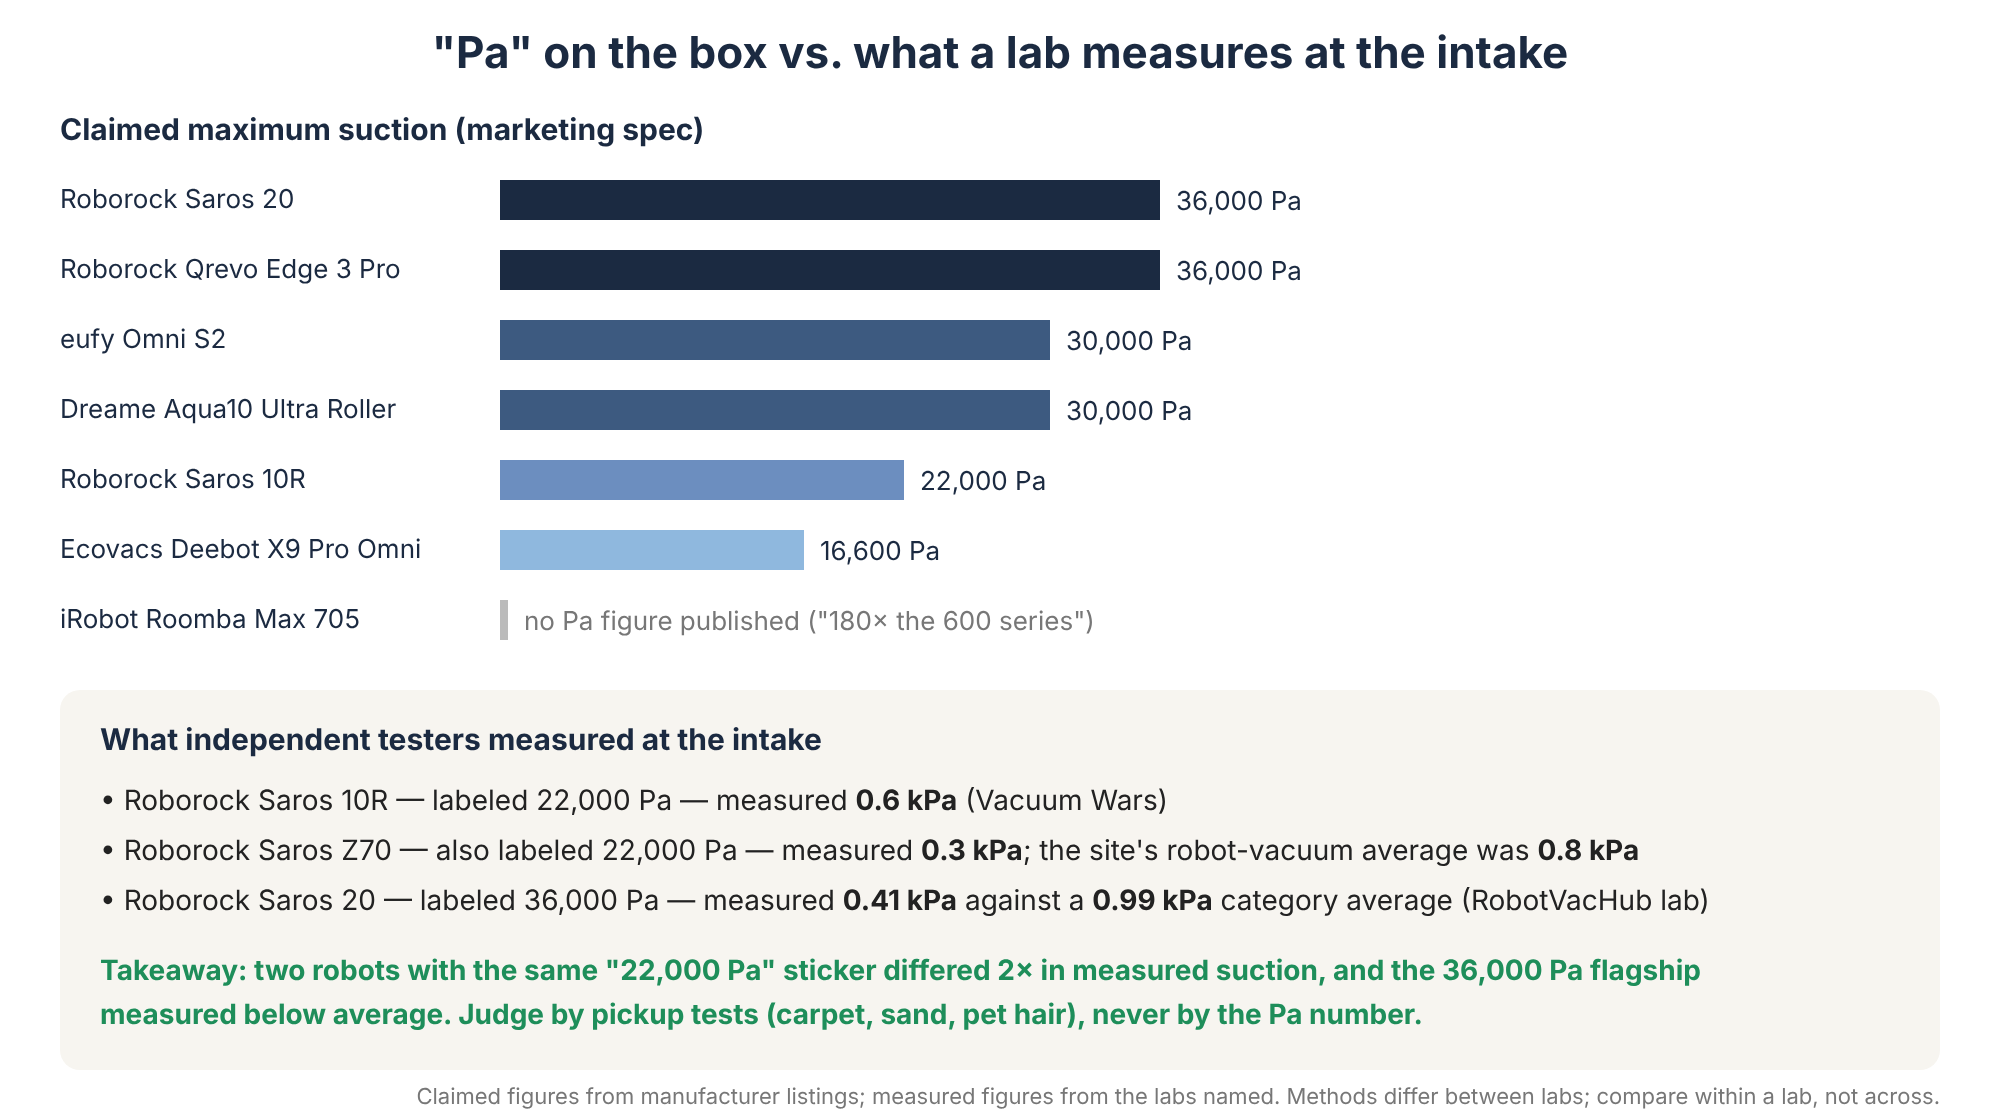 "Pa" on the box vs. what a lab measures at the intake
Claimed maximum suction (marketing spec)
Roborock Saros 20
36,000 Pa
Roborock Qrevo Edge 3 Pro
36,000 Pa
eufy Omni S2
30,000 Pa
Dreame Aqua10 Ultra Roller
30,000 Pa
Roborock Saros 10R
22,000 Pa
Ecovacs Deebot X9 Pro Omni
16,600 Pa
iRobot Roomba Max 705
no Pa figure published ("180× the 600 series")
What independent testers measured at the intake
• Roborock Saros 10R — labeled 22,000 Pa — measured 0.6 kPa (Vacuum Wars)
• Roborock Saros Z70 — also labeled 22,000 Pa — measured 0.3 kPa; the site's robot-vacuum average was 0.8 kPa
• Roborock Saros 20 — labeled 36,000 Pa — measured 0.41 kPa against a 0.99 kPa category average (RobotVacHub lab)
Takeaway: two robots with the same "22,000 Pa" sticker differed 2× in measured suction, and the 36,000 Pa flagship
measured below average. Judge by pickup tests (carpet, sand, pet hair), never by the Pa number.
Claimed figures from manufacturer listings; measured figures from the labs named. Methods differ between labs; compare within a lab, not across.